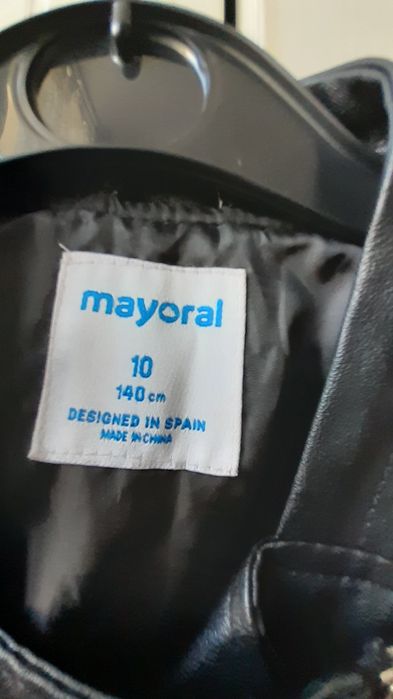 mayoral
10
140 cm
DESIGNED IN SPAIN
MADE IN CHINA